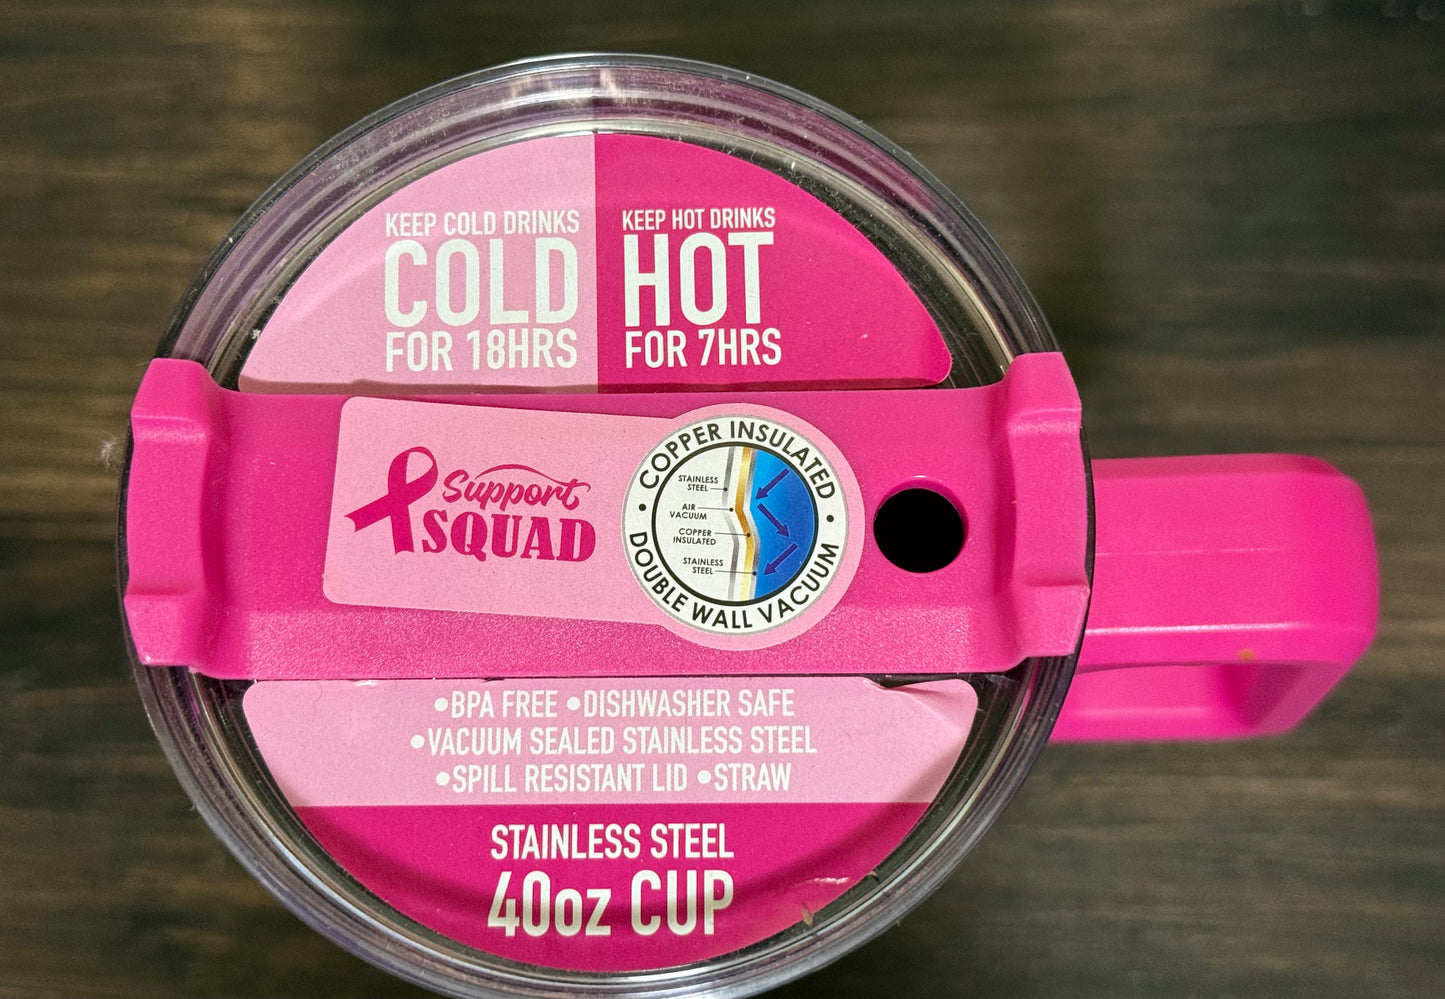 KEEP COLD DRINKS
COLD
FOR 18HRS
KEEP HOT DRINKS
HOT
FOR 7HRS
Support
SQUAD
COPPER INSULATED
STAINLESS
STEEL
AIR
VACUUM
COPPER
INSULATED
STAINLESS
STEEL
DOUBLE WALL VACUUM
•BPA FREE •DISHWASHER SAFE
•VACUUM SEALED STAINLESS STEEL
•SPILL RESISTANT LID •STRAW
STAINLESS STEEL
40oz CUP